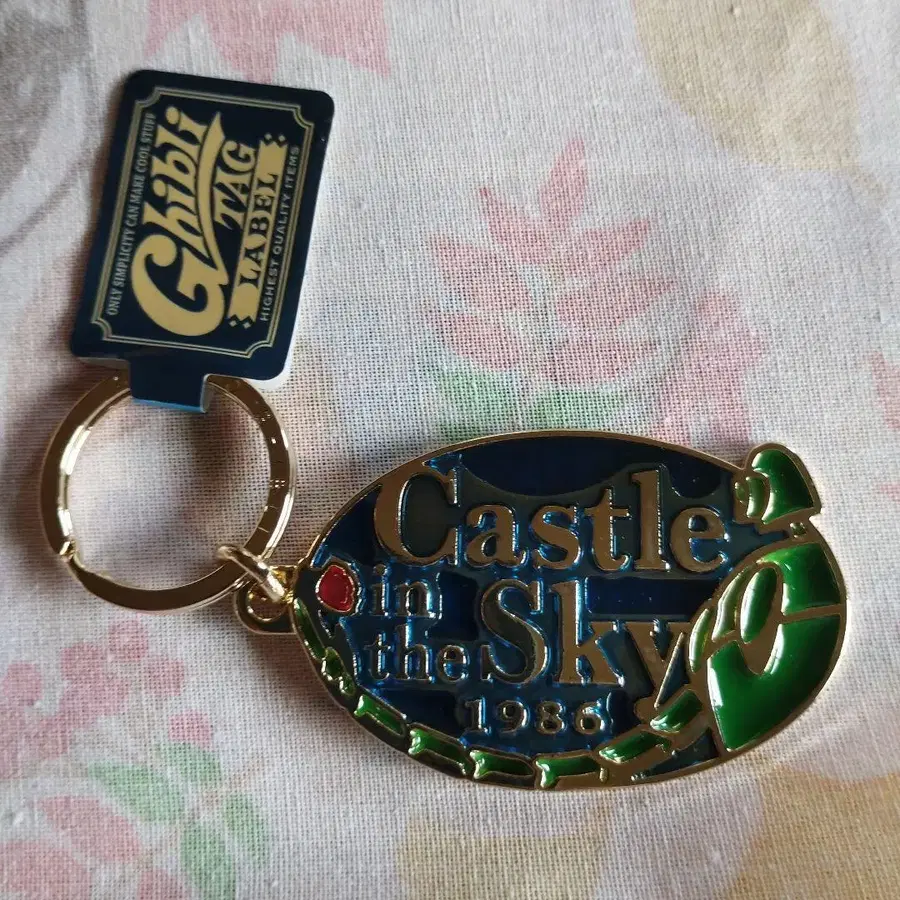 ONLY SIMPLICITY CAN MAKE COOL STUFF
Ghibli
TAG
LABEL
HIGHEST QUALITY ITEMS
Castle
in
the Sky
1986